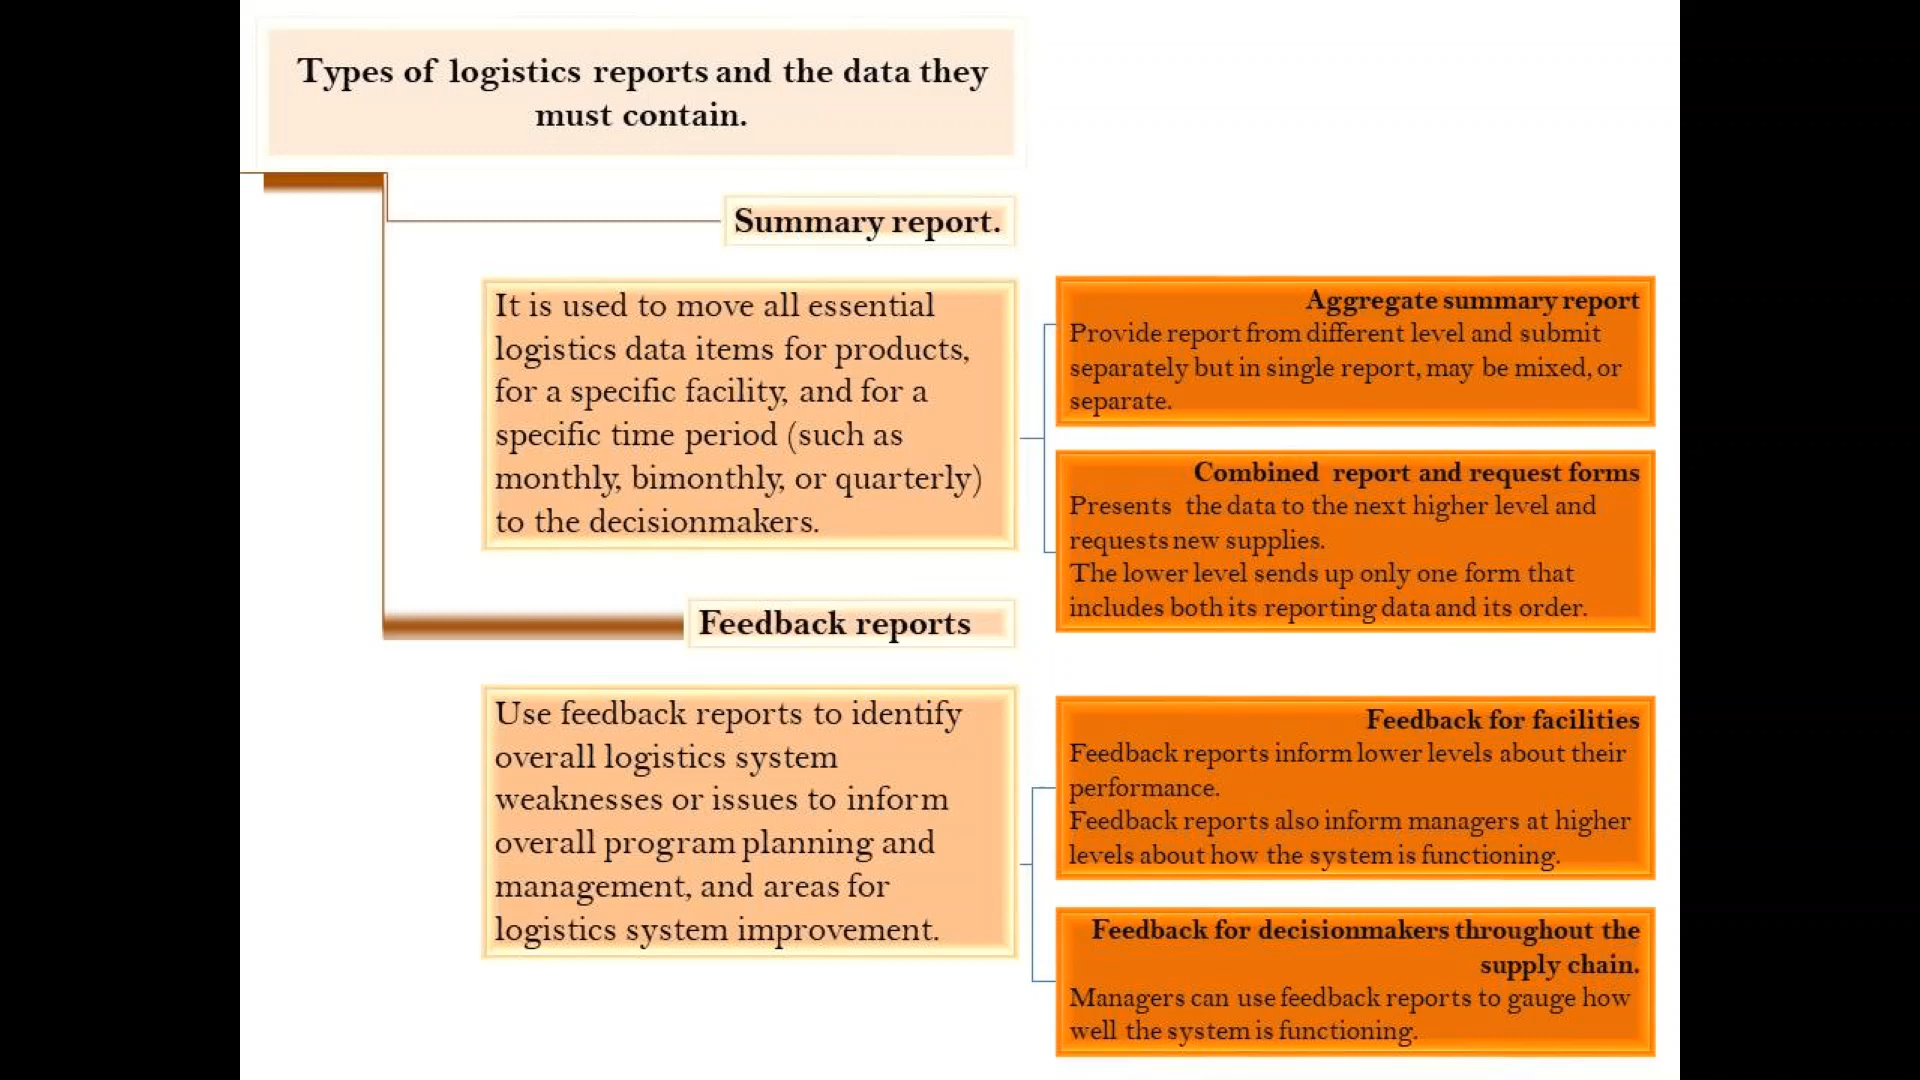 Types of logistics reports and the data they
must contain.
Summary report.
It is used to move all essential
logistics data items for products,
for a specific facility, and for a
specific time period (such as
monthly, bimonthly, or quarterly)
to the decisionmakers.
Aggregate summary report
Provide report from different level and submit
separately but in single report, may be mixed, or
separate.
Combined report and request forms
Presents the data to the next higher level and
requests new supplies.
The lower level sends up only one form that
includes both its reporting data and its order.
Feedback reports
Use feedback reports to identify
overall logistics system
weaknesses or issues to inform
overall program planning and
management, and areas for
logistics system improvement.
Feedback for facilities
Feedback reports inform lower levels about their
performance.
Feedback reports also inform managers at higher
levels about how the system is functioning.
Feedback for decisionmakers throughout the
supply chain.
Managers can use feedback reports to gauge how
well the system is functioning.